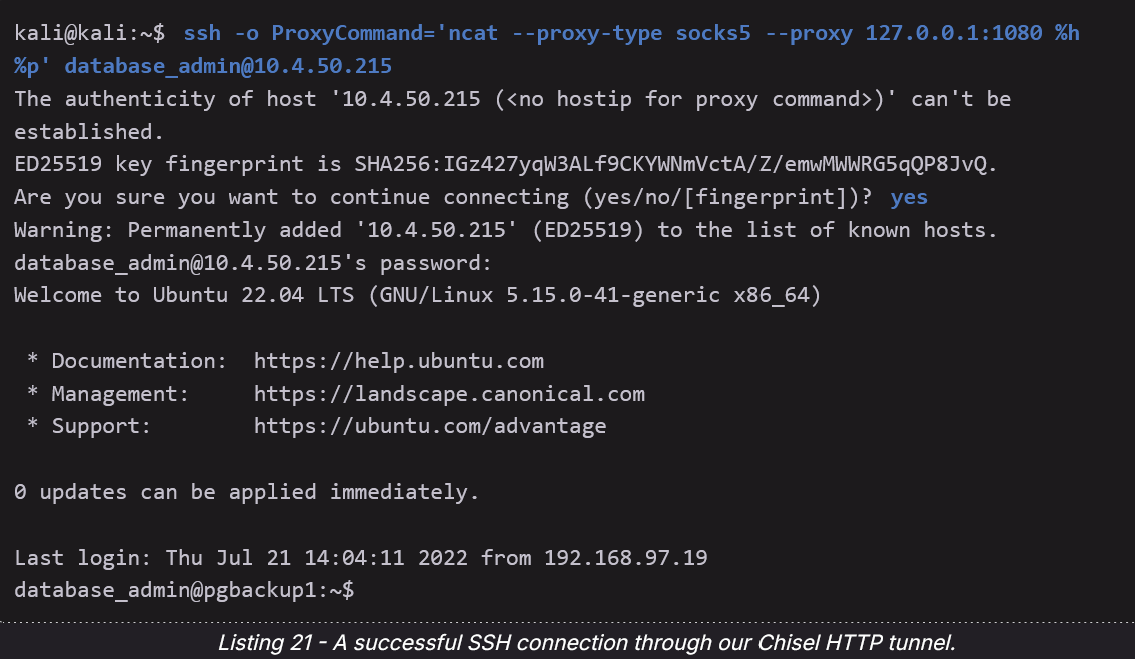 kali@kali:~$ ssh -o ProxyCommand='ncat --proxy-type socks5 --proxy 127.0.0.1:1080 %h
%p' database_admin@10.4.50.215
The authenticity of host '10.4.50.215 (<no hostip for proxy command>)' can't be
established.
ED25519 key fingerprint is SHA256:IGz427yqW3ALf9CKYWNmVctA/Z/emwMWWRG5qQP8JvQ.
Are you sure you want to continue connecting (yes/no/[fingerprint])? yes
Warning: Permanently added '10.4.50.215' (ED25519) to the list of known hosts.
database_admin@10.4.50.215's password:
Welcome to Ubuntu 22.04 LTS (GNU/Linux 5.15.0-41-generic x86_64)
* Documentation:  https://help.ubuntu.com
* Management:     https://landscape.canonical.com
* Support:        https://ubuntu.com/advantage
0 updates can be applied immediately.
Last login: Thu Jul 21 14:04:11 2022 from 192.168.97.19
database_admin@pgbackup1:~$
Listing 21 - A successful SSH connection through our Chisel HTTP tunnel.